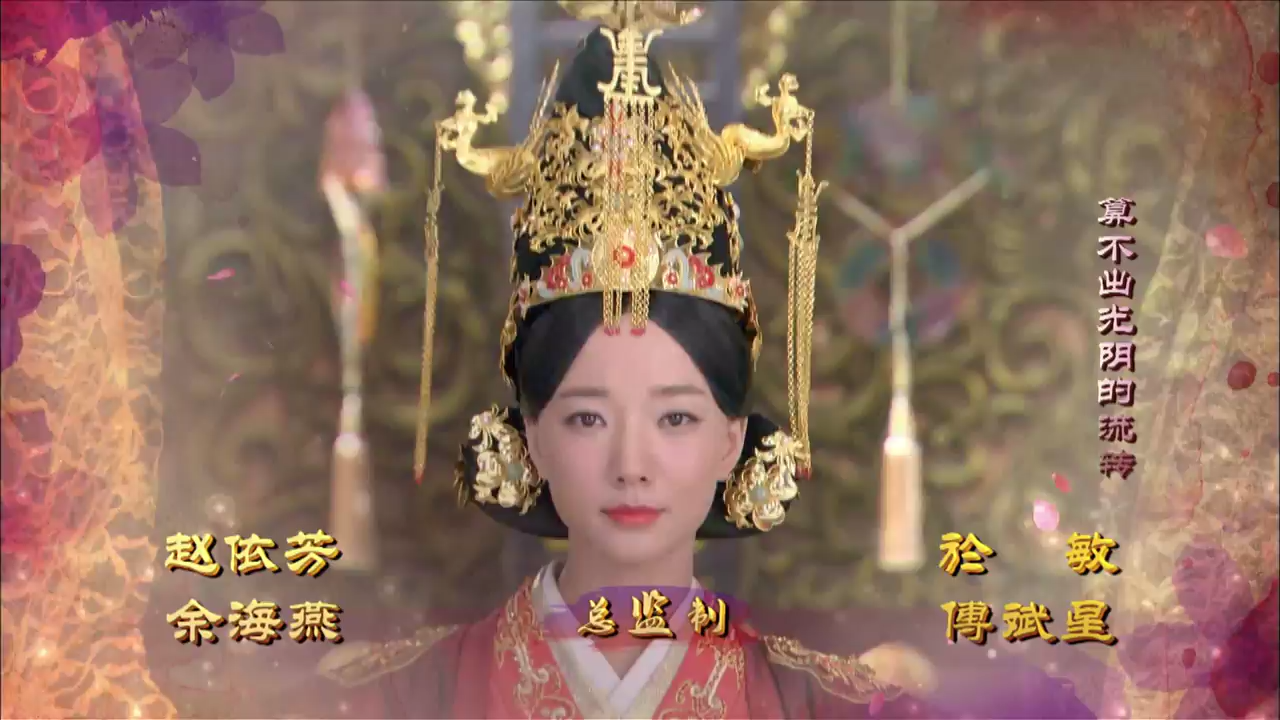 算不出光阴的流转
赵依芳
余海燕
总监制
於 敏
傅斌星